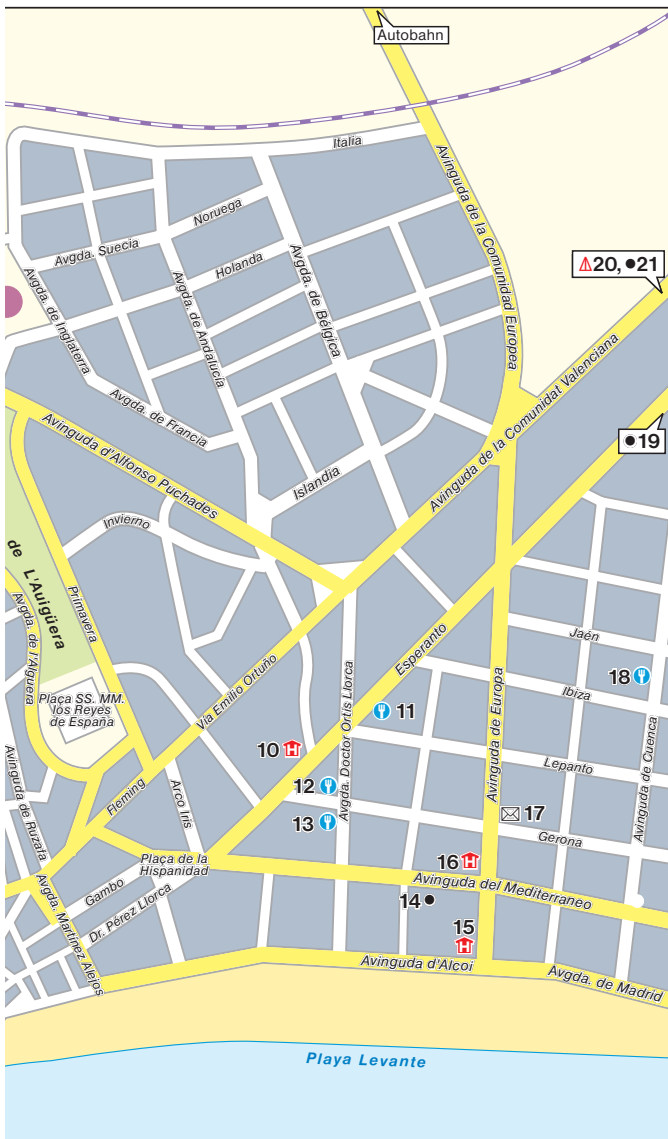 Autobahn
Italia
Avinguda de la Comunidad Europea
Noruega
Avgda. Suecia
Holanda
Avgda. de Bélgica
20, 21
Avgda. de Inglaterra
Avgda. de Andalucía
Avinguda de la Comunidat Valenciana
Avgda. de Francia
Avinguda d'Alfonso Puchades
19
Islandia
Invierno
de L'Auigüera
Primavera
Avgda. de l'Alguera
Jaén
Esperanto
Plaça SS. MM.
los Reyes
de España
Via Emilio Ortuño
Avgda. Doctor Ortis Llorca
18
Ibiza
11
10
Avinguda de Europa
Lepanto
Avinguda de Cuenca
Avinguda de Ruzafa
Fleming
Arco Iris
12
13
17
Gerona
Plaça de la
Hispanidad
16
Avinguda del Mediterraneo
Gambo
14
Dr. Pérez Llorca
Avgda. Martínez Alejos
15
Avinguda d'Alcoi
Avgda. de Madrid
Playa Levante